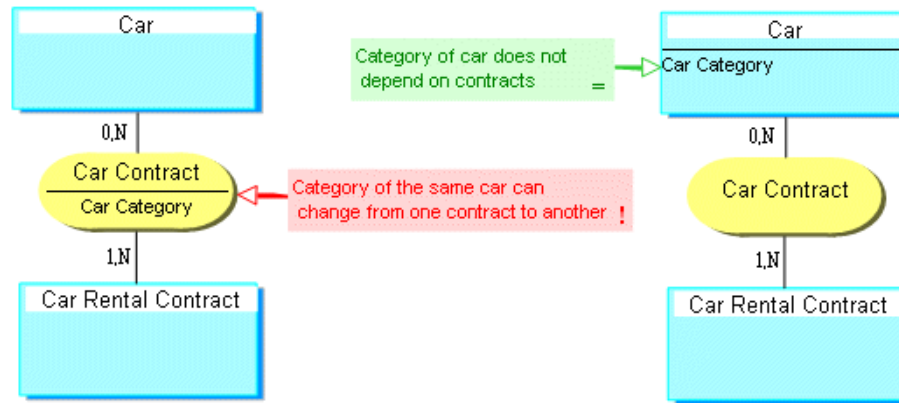 Car
Car
Category of car does not
depend on contracts =
Car Category
0,N
0,N
Car Contract
Car Category
Category of the same car can
change from one contract to another !
Car Contract
1,N
1,N
Car Rental Contract
Car Rental Contract